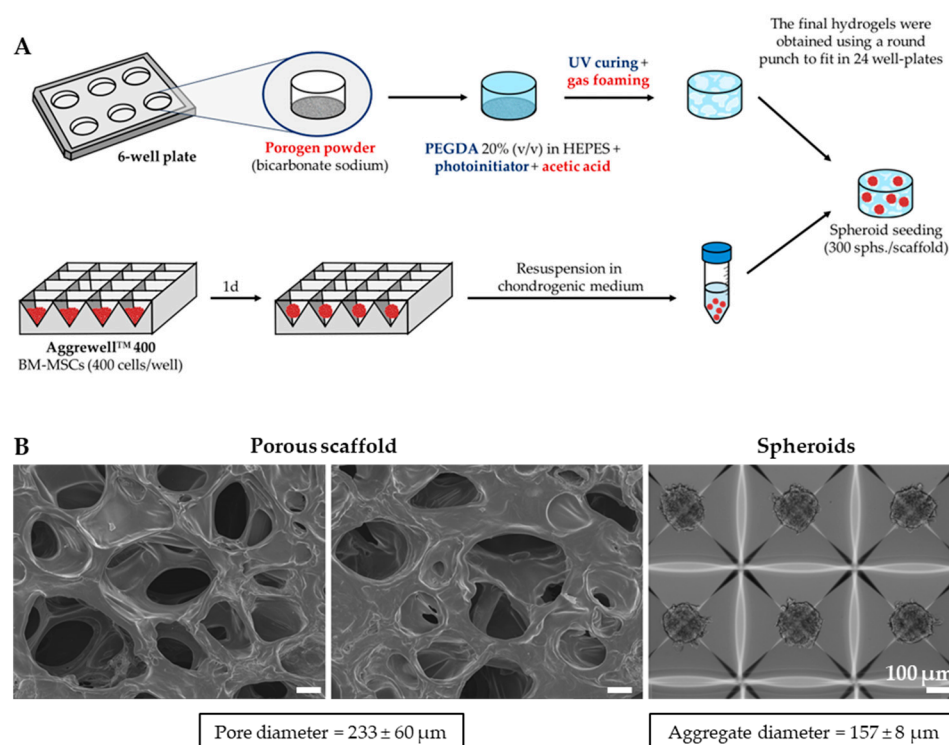 A
6-well plate
Porogen powder
(bicarbonate sodium)
PEGDA 20% (v/v) in HEPES +
photoinitiator + acetic acid
UV curing +
gas foaming
The final hydrogels were
obtained using a round
punch to fit in 24 well-plates
Spheroid seeding
(300 sphs./scaffold)
1d
Resuspension in
chondrogenic medium
Aggrewell™ 400
BM-MSCs (400 cells/well)
B
Porous scaffold
Spheroids
100 µm
Pore diameter = 233 ± 60 µm
Aggregate diameter = 157 ± 8 µm